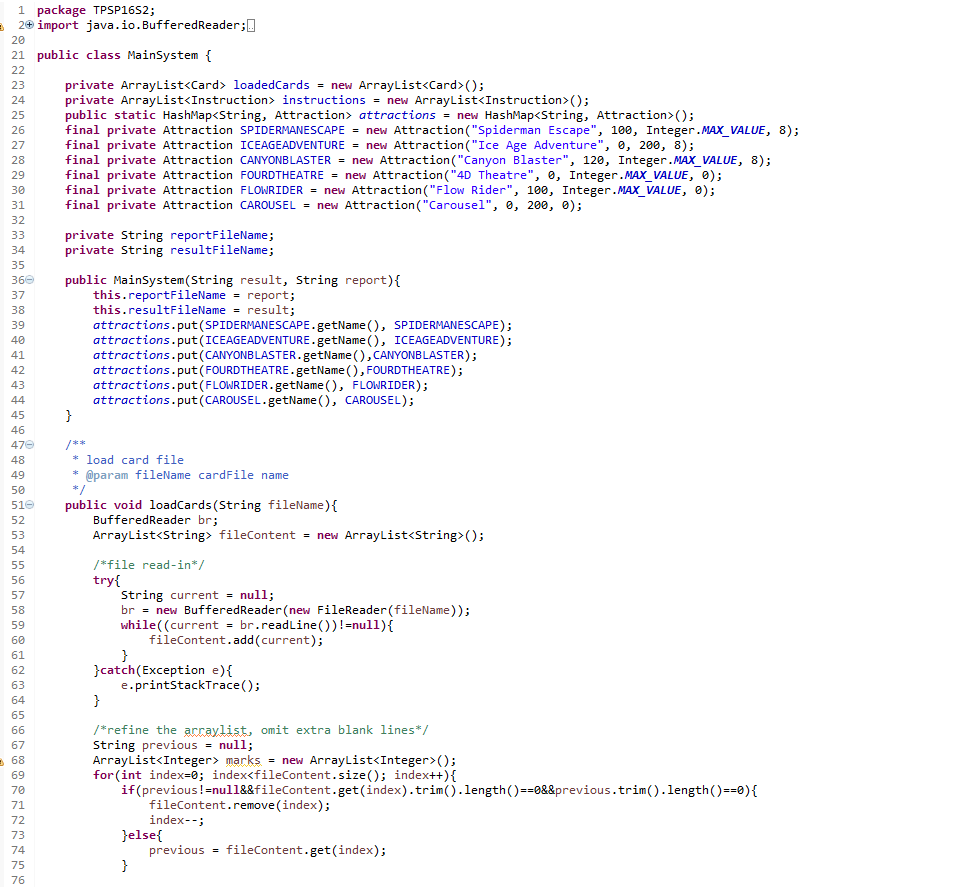 1 package TPSP16S2;
2 import java.io.BufferedReader;
20
21 public class MainSystem {
22
23     private ArrayList<Card> loadedCards = new ArrayList<Card>();
24     private ArrayList<Instruction> instructions = new ArrayList<Instruction>();
25     public static HashMap<String, Attraction> attractions = new HashMap<String, Attraction>();
26     final private Attraction SPIDERMANESCAPE = new Attraction("Spiderman Escape", 100, Integer.MAX_VALUE, 8);
27     final private Attraction ICEAGEADVENTURE = new Attraction("Ice Age Adventure", 0, 200, 8);
28     final private Attraction CANYONBLASTER = new Attraction("Canyon Blaster", 120, Integer.MAX_VALUE, 8);
29     final private Attraction FOURDTHEATRE = new Attraction("4D Theatre", 0, Integer.MAX_VALUE, 0);
30     final private Attraction FLOWRIDER = new Attraction("Flow Rider", 100, Integer.MAX_VALUE, 0);
31     final private Attraction CAROUSEL = new Attraction("Carousel", 0, 200, 0);
32
33     private String reportFileName;
34     private String resultFileName;
35
36     public MainSystem(String result, String report){
37         this.reportFileName = report;
38         this.resultFileName = result;
39         attractions.put(SPIDERMANESCAPE.getName(), SPIDERMANESCAPE);
40         attractions.put(ICEAGEADVENTURE.getName(), ICEAGEADVENTURE);
41         attractions.put(CANYONBLASTER.getName(),CANYONBLASTER);
42         attractions.put(FOURDTHEATRE.getName(),FOURDTHEATRE);
43         attractions.put(FLOWRIDER.getName(), FLOWRIDER);
44         attractions.put(CAROUSEL.getName(), CAROUSEL);
45     }
46
47     /**
48      * load card file
49      * @param fileName cardFile name
50      */
51     public void loadCards(String fileName){
52         BufferedReader br;
53         ArrayList<String> fileContent = new ArrayList<String>();
54
55         /*file read-in*/
56         try{
57             String current = null;
58             br = new BufferedReader(new FileReader(fileName));
59             while((current = br.readLine())!=null){
60                 fileContent.add(current);
61             }
62         }catch(Exception e){
63             e.printStackTrace();
64         }
65
66         /*refine the arraylist, omit extra blank lines*/
67         String previous = null;
68         ArrayList<Integer> marks = new ArrayList<Integer>();
69         for(int index=0; index<fileContent.size(); index++){
70             if(previous!=null&&fileContent.get(index).trim().length()==0&&previous.trim().length()==0){
71                 fileContent.remove(index);
72                 index--;
73             }else{
74                 previous = fileContent.get(index);
75             }
76